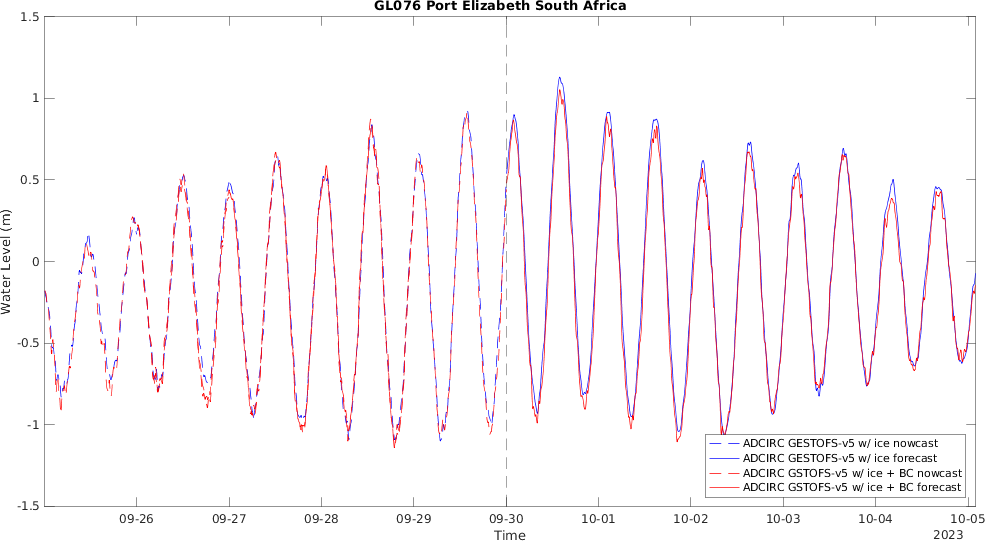 GL076 Port Elizabeth South Africa
1.5
1
0.5
0
-0.5
-1
-1.5
Water Level (m)
ADCIRC GESTOFS-v5 w/ ice nowcast
ADCIRC GESTOFS-v5 w/ ice forecast
ADCIRC GSTOFS-v5 w/ ice + BC nowcast
ADCIRC GSTOFS-v5 w/ ice + BC forecast
09-26 09-27 09-28 09-29 09-30 10-01 10-02 10-03 10-04 10-05
Time
2023